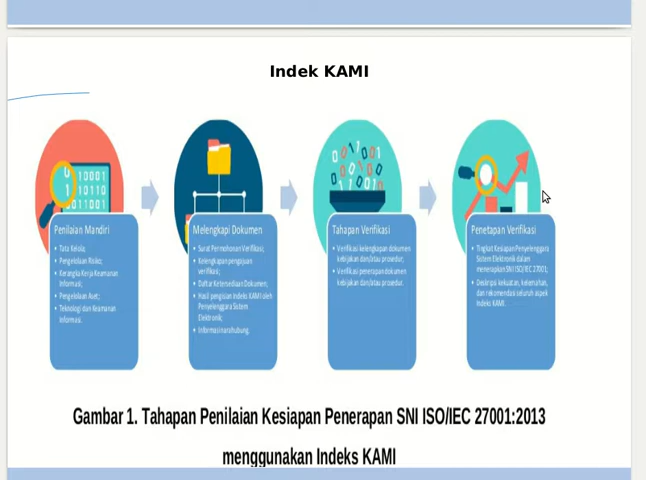 Indek KAMI
Penilaian Mandiri
• Tata Kelola;
• Pengelolaan Risiko;
• Kerangka Kerja Keamanan
Informasi;
• Pengelolaan Aset;
• Teknologi dan Keamanan
Informasi.
Melengkapi Dokumen
• Surat Permohonan Verifikasi;
• Kelengkapan pengajuan
verifikasi;
• Daftar Ketersediaan Dokumen;
• Hasil pengisian Indeks KAMI oleh
Penyelenggara Sistem
Elektronik;
• Informasi narahubung.
Tahapan Verifikasi
• Verifikasi kelengkapan dokumen
kebijakan dan/atau prosedur;
• Verifikasi penerapan dokumen
kebijakan dan/atau prosedur.
Penetapan Verifikasi
• Tingkat Kesiapan Penyelenggara
Sistem Elektronik dalam
menerapkan SNI ISO/IEC 27001;
• Deskripsi kekuatan, kelemahan,
dan rekomendasi seluruh aspek
Indeks KAMI.
Gambar 1. Tahapan Penilaian Kesiapan Penerapan SNI ISO/IEC 27001:2013
menggunakan Indeks KAMI